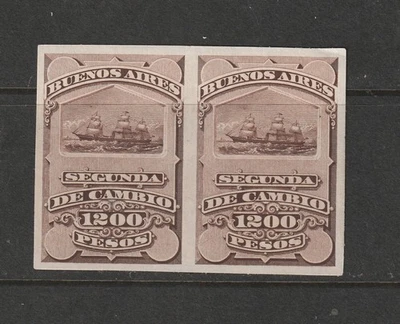 BUENOS AIRES
SEGUNDA
DE CAMBIO
1200
PESOS
BUENOS AIRES
SEGUNDA
DE CAMBIO
1200
PESOS